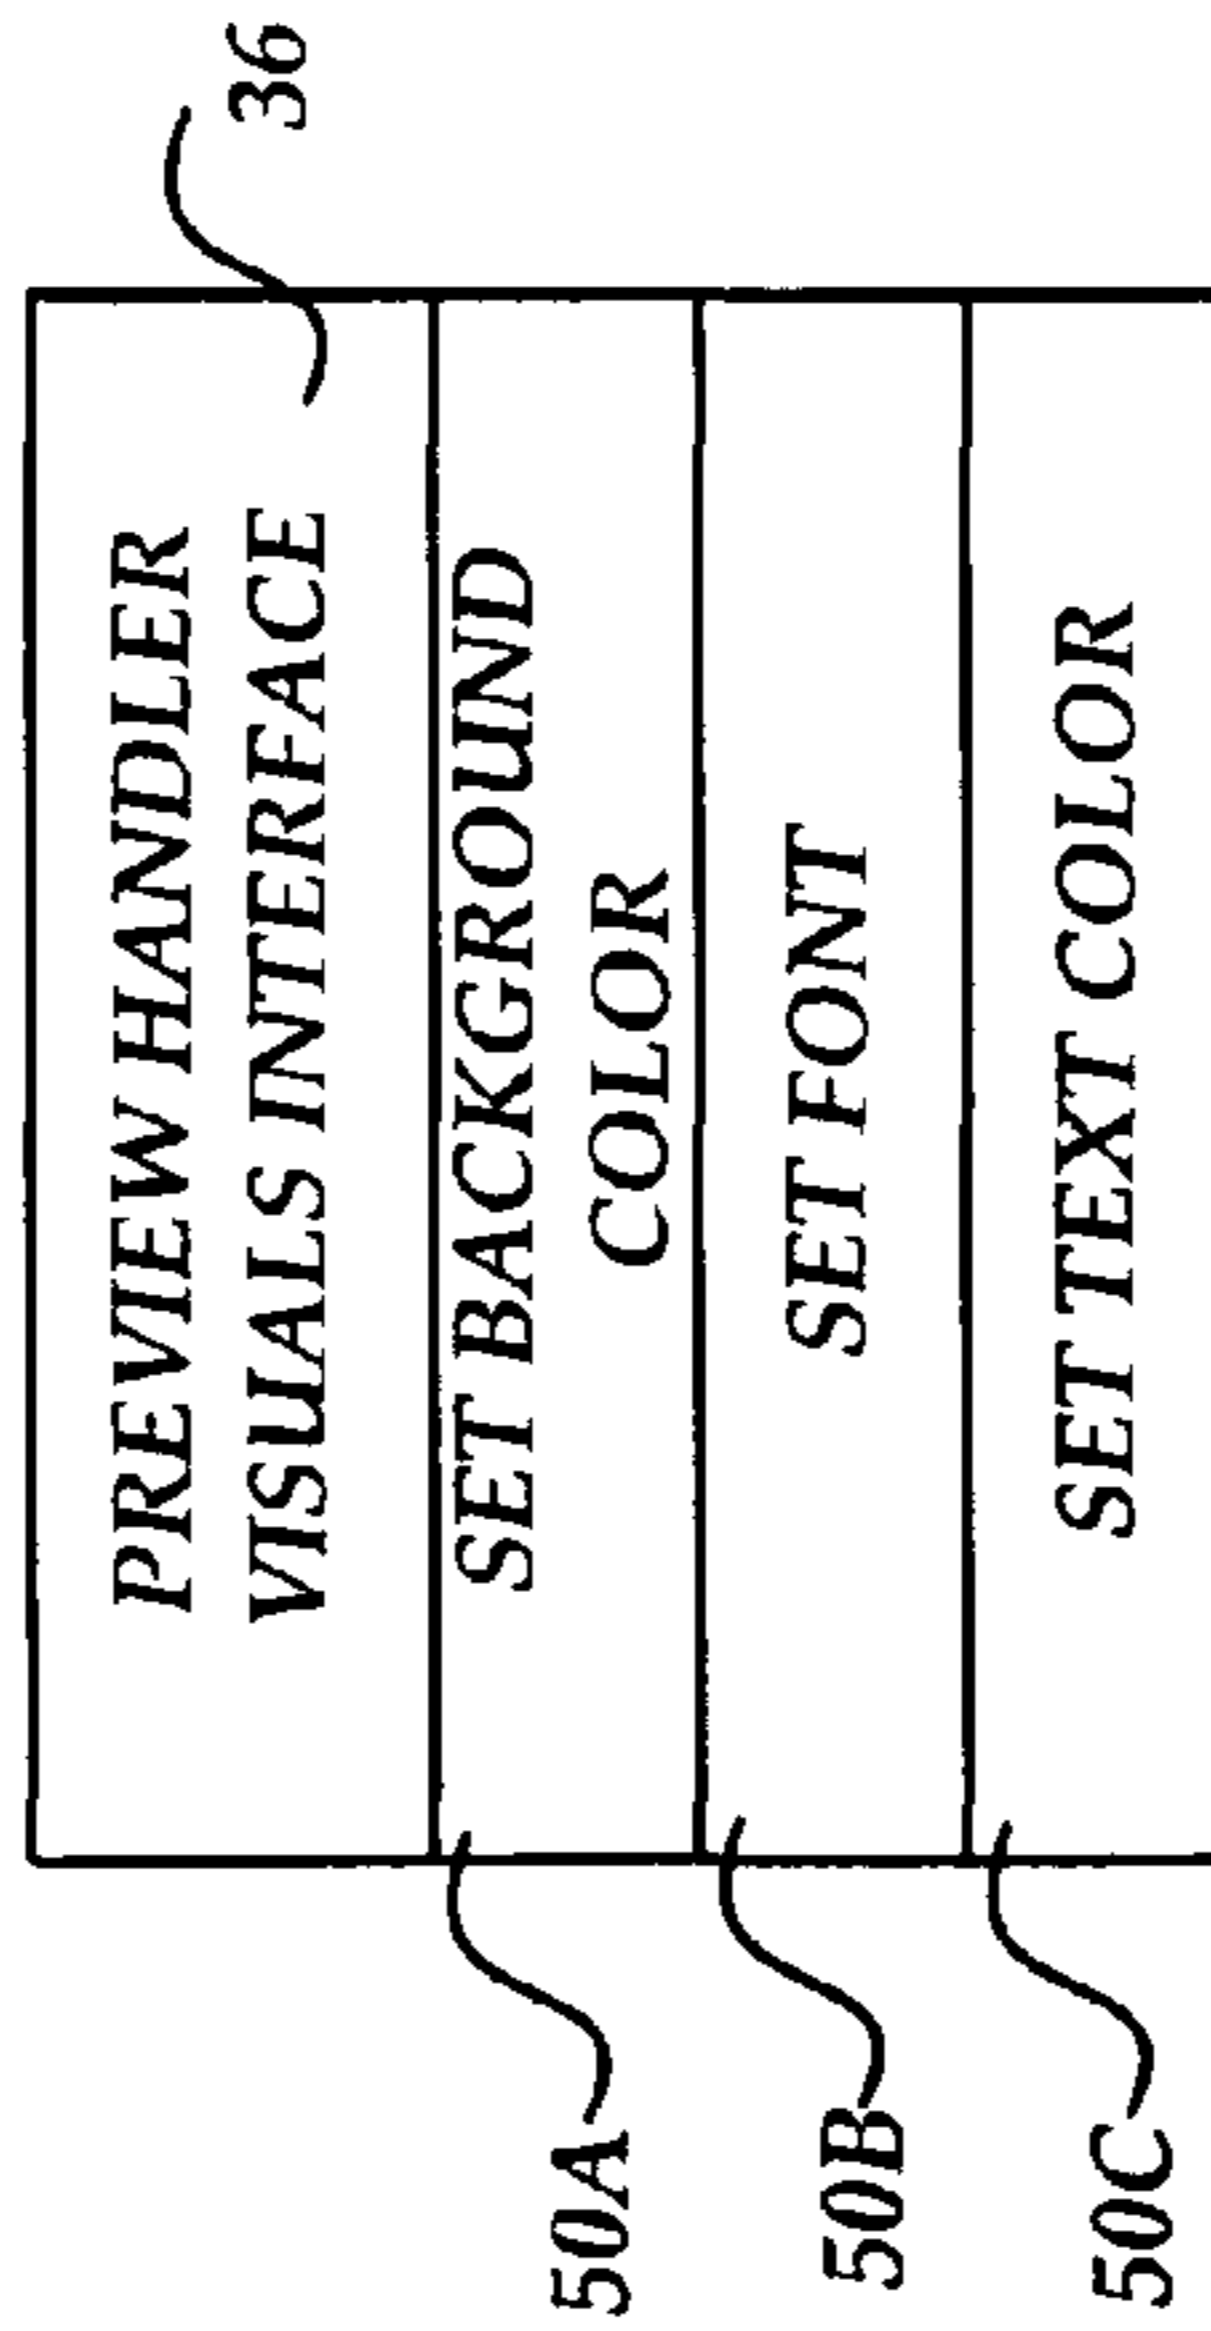 36
PREVIEW HANDLER
VISUALS INTERFACE
50A
SET BACKGROUND
COLOR
50B
SET FONT
50C
SET TEXT COLOR